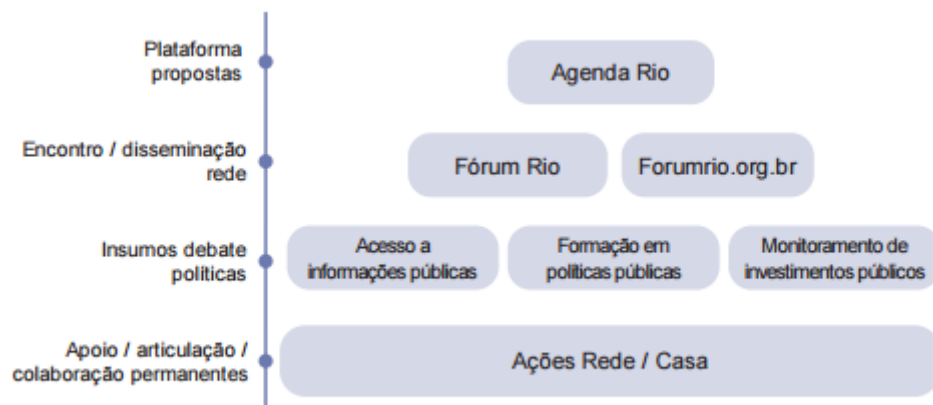 Plataforma
propostas
Agenda Rio
Encontro / disseminação
rede
Fórum Rio
Forumrio.org.br
Insumos debate
políticas
Acesso a
informações públicas
Formação em
políticas públicas
Monitoramento de
investimentos públicos
Apoio / articulação /
colaboração permanentes
Ações Rede / Casa